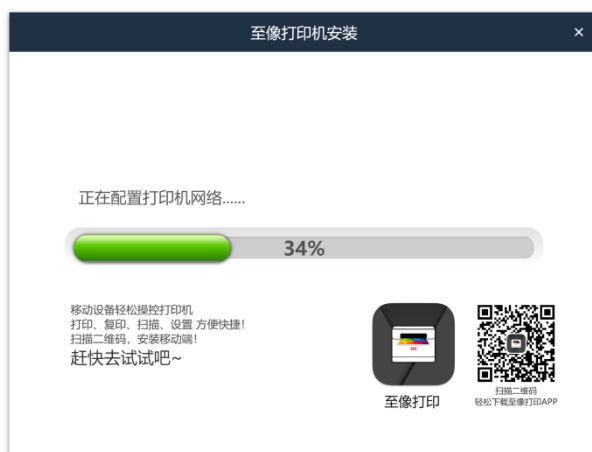 至像打印机安装
×
正在配置打印机网络......
34%
移动设备轻松操控打印机
打印、复印、扫描、设置 方便快捷!
扫描二维码，安装移动端!
赶快去试试吧~
至像打印
扫描二维码
轻松下载至像打印APP